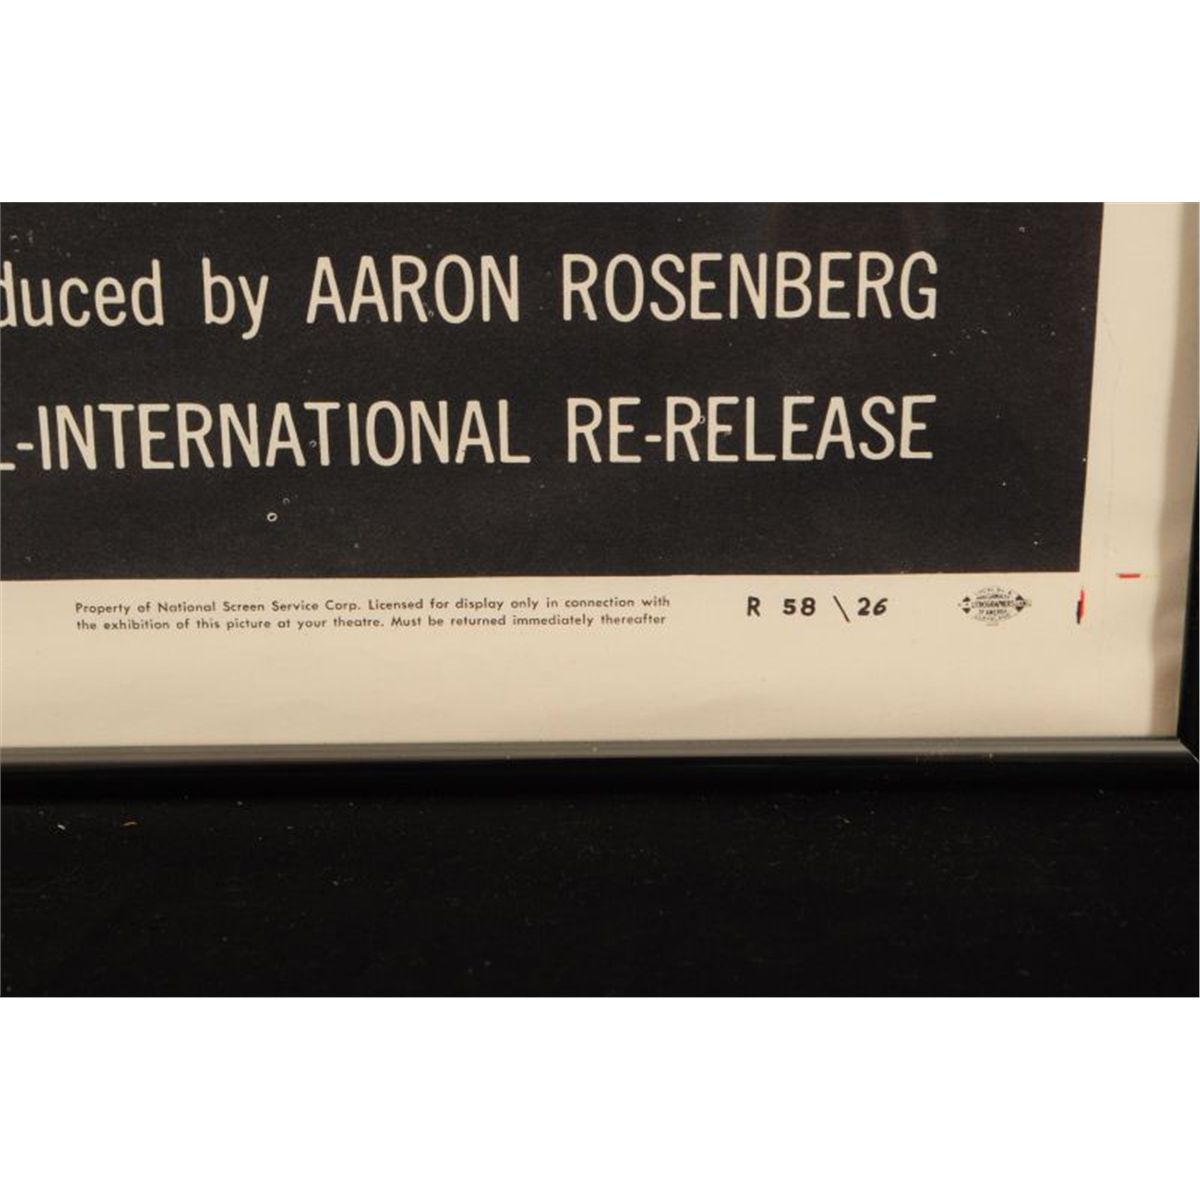 duced by AARON ROSENBERG
L-INTERNATIONAL RE-RELEASE
Property of National Screen Service Corp. Licensed for display only in connection with
the exhibition of this picture at your theatre. Must be returned immediately thereafter
R 58 \ 26
LITHOGRAPHERS